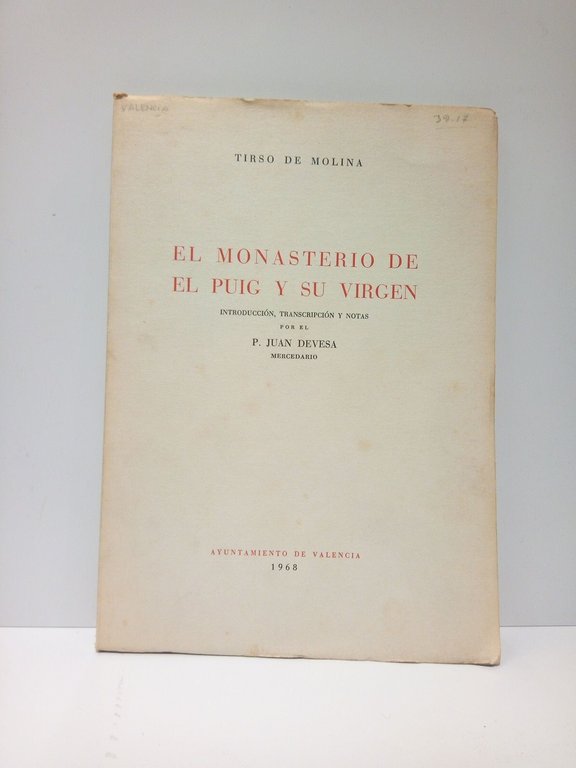 VALENCIA
38-17
TIRSO DE MOLINA
EL MONASTERIO DE
EL PUIG Y SU VIRGEN
INTRODUCCIÓN, TRANSCRIPCIÓN Y NOTAS
POR EL
P. JUAN DEVESA
MERCEDARIO
AYUNTAMIENTO DE VALENCIA
1968